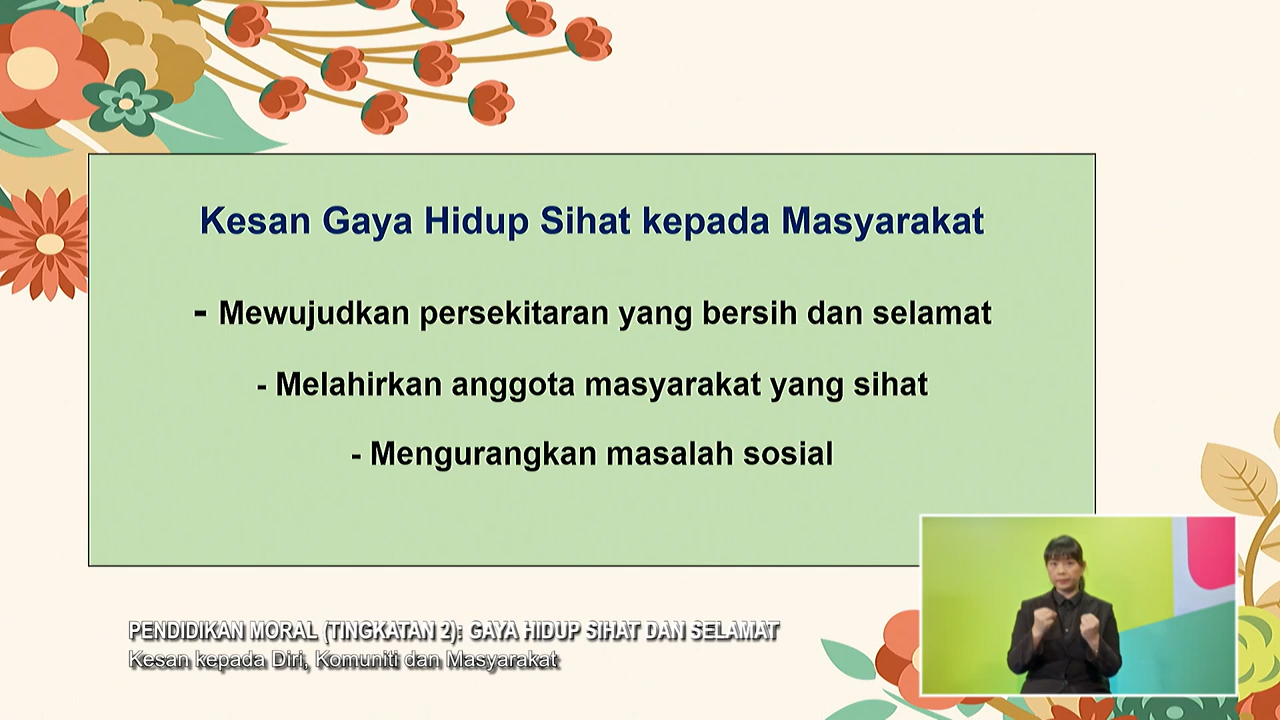 Kesan Gaya Hidup Sihat kepada Masyarakat
- Mewujudkan persekitaran yang bersih dan selamat
- Melahirkan anggota masyarakat yang sihat
- Mengurangkan masalah sosial
PENDIDIKAN MORAL (TINGKATAN 2): GAYA HIDUP SIHAT DAN SELAMAT
Kesan kepada Diri, Komuniti dan Masyarakat